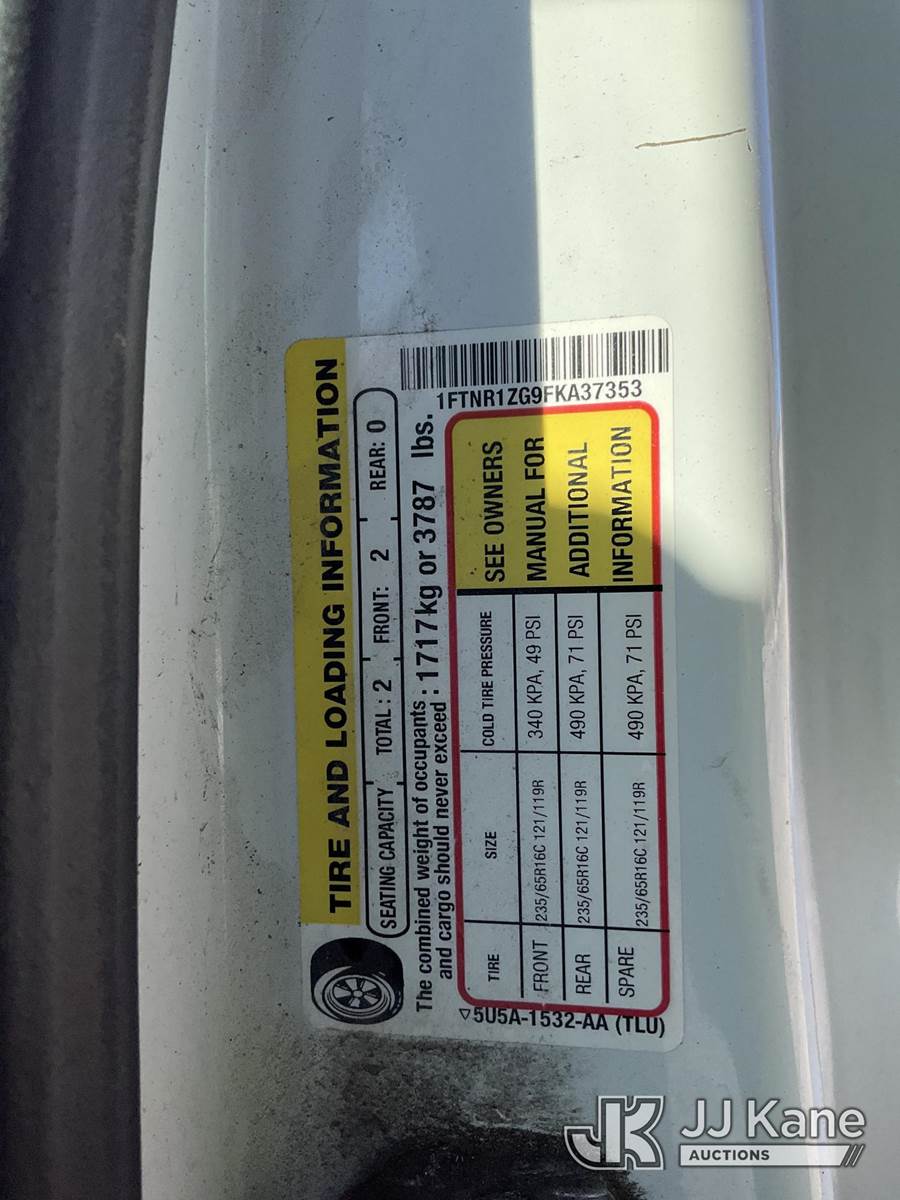 TIRE AND LOADING INFORMATION
SEATING CAPACITY TOTAL: 2 FRONT: 2 REAR: 0
The combined weight of occupants
and cargo should never exceed : 1717kg or 3787 lbs.
TIRE SIZE COLD TIRE PRESSURE SEE OWNERS
FRONT 235/65R16C 121/119R 340 KPA, 49 PSI MANUAL FOR
REAR 235/65R16C 121/119R 490 KPA, 71 PSI ADDITIONAL
SPARE 235/65R16C 121/119R 490 KPA, 71 PSI INFORMATION
5U5A-1532-AA (TLU)
1FTNR1ZG9FKA37353
JK JJ Kane
AUCTIONS